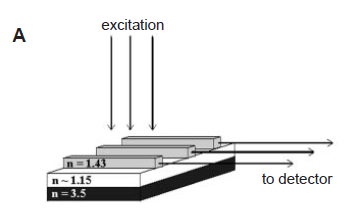 excitation
A
n = 1.43
n ~ 1.15
n = 3.5
to detector